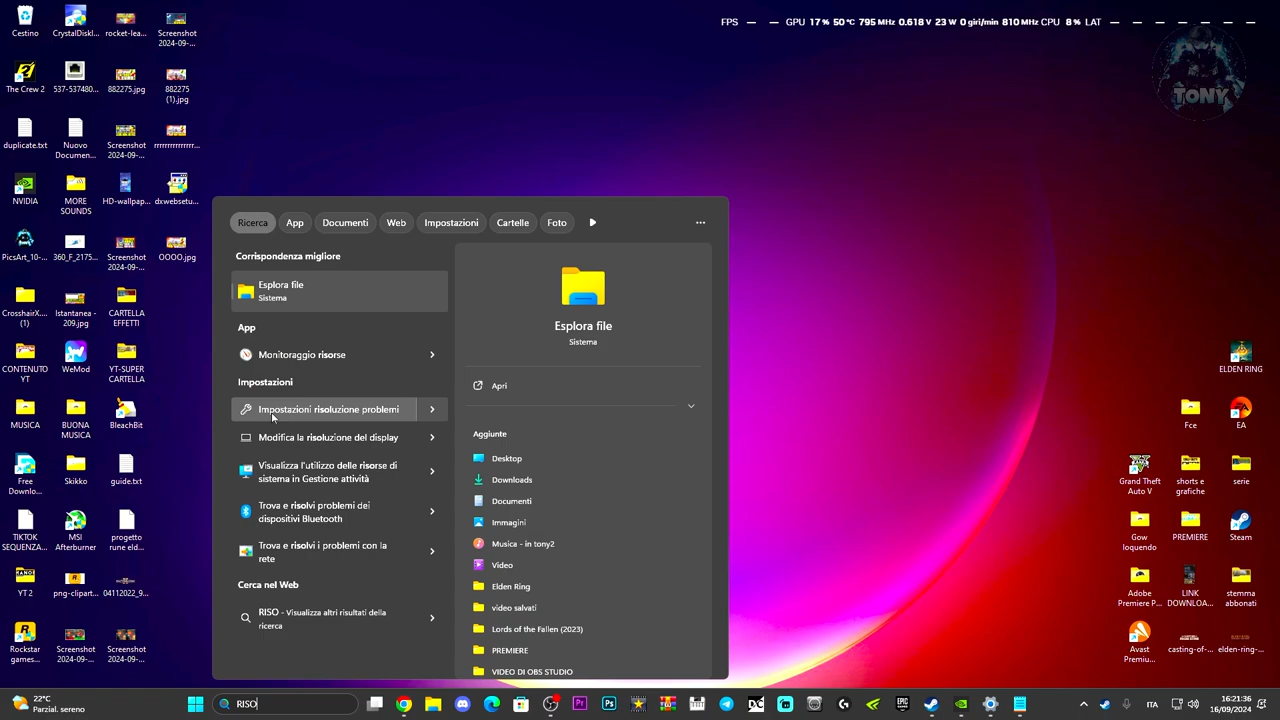 FPS — — GPU 17 % 50 °C 795 MHz 0.618 V 23 W 0 giri/min 810 MHz CPU 8 % LAT — — — — — — —
TONY
Cestino
CrystalDiskI...
rocket-lea...
Screenshot
2024-09-...
The Crew 2
537-537480...
882275.jpg
882275
(1).jpg
duplicate.txt
Nuovo
Documen...
Screenshot
2024-09-...
rrrrrrrrrrrrrr...
NVIDIA
MORE
SOUNDS
HD-wallpap...
dxwebsetu...
PicsArt_10-...
360_F_2175...
Screenshot
2024-09-...
OOOO.jpg
CrosshairX....
(1)
Istantanea -
209.jpg
CARTELLA
EFFETTI
CONTENUTO
YT
WeMod
YT-SUPER
CARTELLA
MUSICA
BUONA
MUSICA
BleachBit
Free
Downlo...
Skikko
guide.txt
TIKTOK
SEQUENZA...
MSI
Afterburner
progetto
rune eld...
YT 2
png-clipart...
04112022_9...
Rockstar
games...
Screenshot
2024-09-...
Screenshot
2024-09-...
Ricerca
App
Documenti
Web
Impostazioni
Cartelle
Foto
Corrispondenza migliore
Esplora file
Sistema
App
Monitoraggio risorse
Impostazioni
Impostazioni risoluzione problemi
Modifica la risoluzione del display
Visualizza l'utilizzo delle risorse di
sistema in Gestione attività
Trova e risolvi problemi dei
dispositivi Bluetooth
Trova e risolvi i problemi con la
rete
Cerca nel Web
RISO - Visualizza altri risultati della
ricerca
Esplora file
Sistema
Apri
Aggiunte
Desktop
Downloads
Documenti
Immagini
Musica - in tony2
Video
Elden Ring
video salvati
Lords of the Fallen (2023)
PREMIERE
VIDEO DI OBS STUDIO
ELDEN RING
Fce
EA
Grand Theft
Auto V
shorts e
grafiche
serie
Gow
loquendo
PREMIERE
Steam
Adobe
Premiere P...
LINK
DOWNLOA...
stemma
abbonati
Avast
Premiu...
casting-of-...
elden-ring-...
22°C
Parzial. sereno
RISO
ITA
16:21:36
16/09/2024